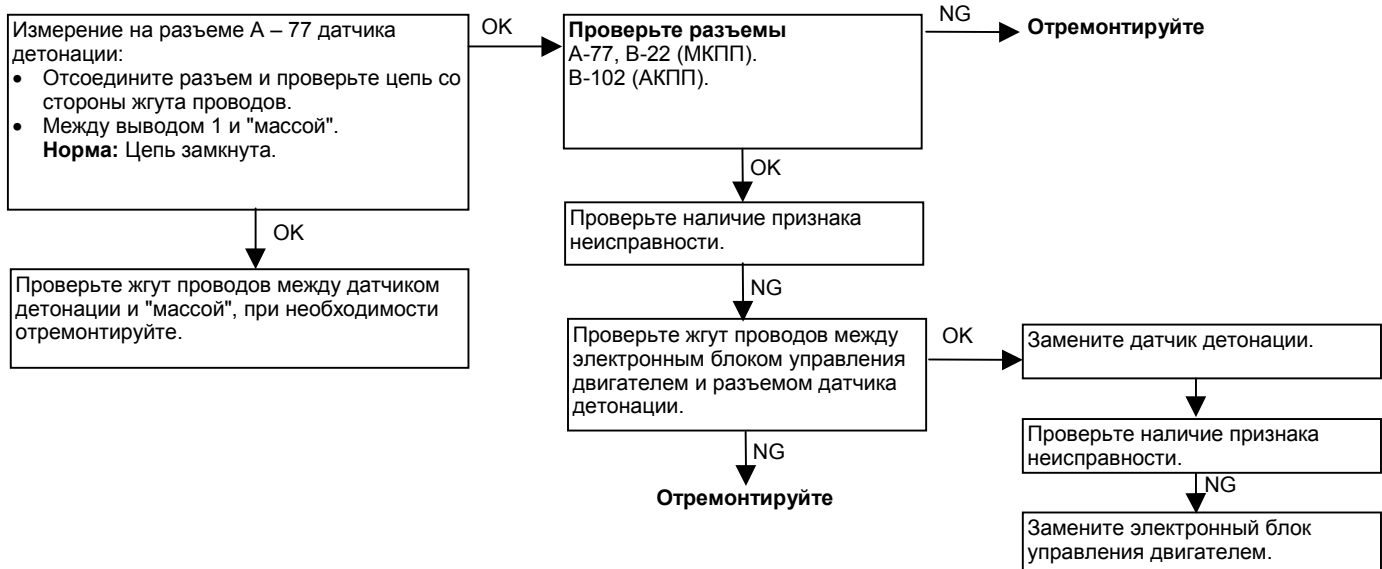 Измерение на разъеме А – 77 датчика
детонации:
• Отсоедините разъем и проверьте цепь со
стороны жгута проводов.
• Между выводом 1 и "массой".
Норма: Цепь замкнута.
OK
Проверьте разъемы
А-77, В-22 (МКПП).
В-102 (АКПП).
NG
Отремонтируйте
OK
Проверьте жгут проводов между датчиком
детонации и "массой", при необходимости
отремонтируйте.
OK
Проверьте наличие признака
неисправности.
NG
Проверьте жгут проводов между
электронным блоком управления
двигателем и разъемом датчика
детонации.
OK
Замените датчик детонации.
NG
Отремонтируйте
Проверьте наличие признака
неисправности.
NG
Замените электронный блок
управления двигателем.